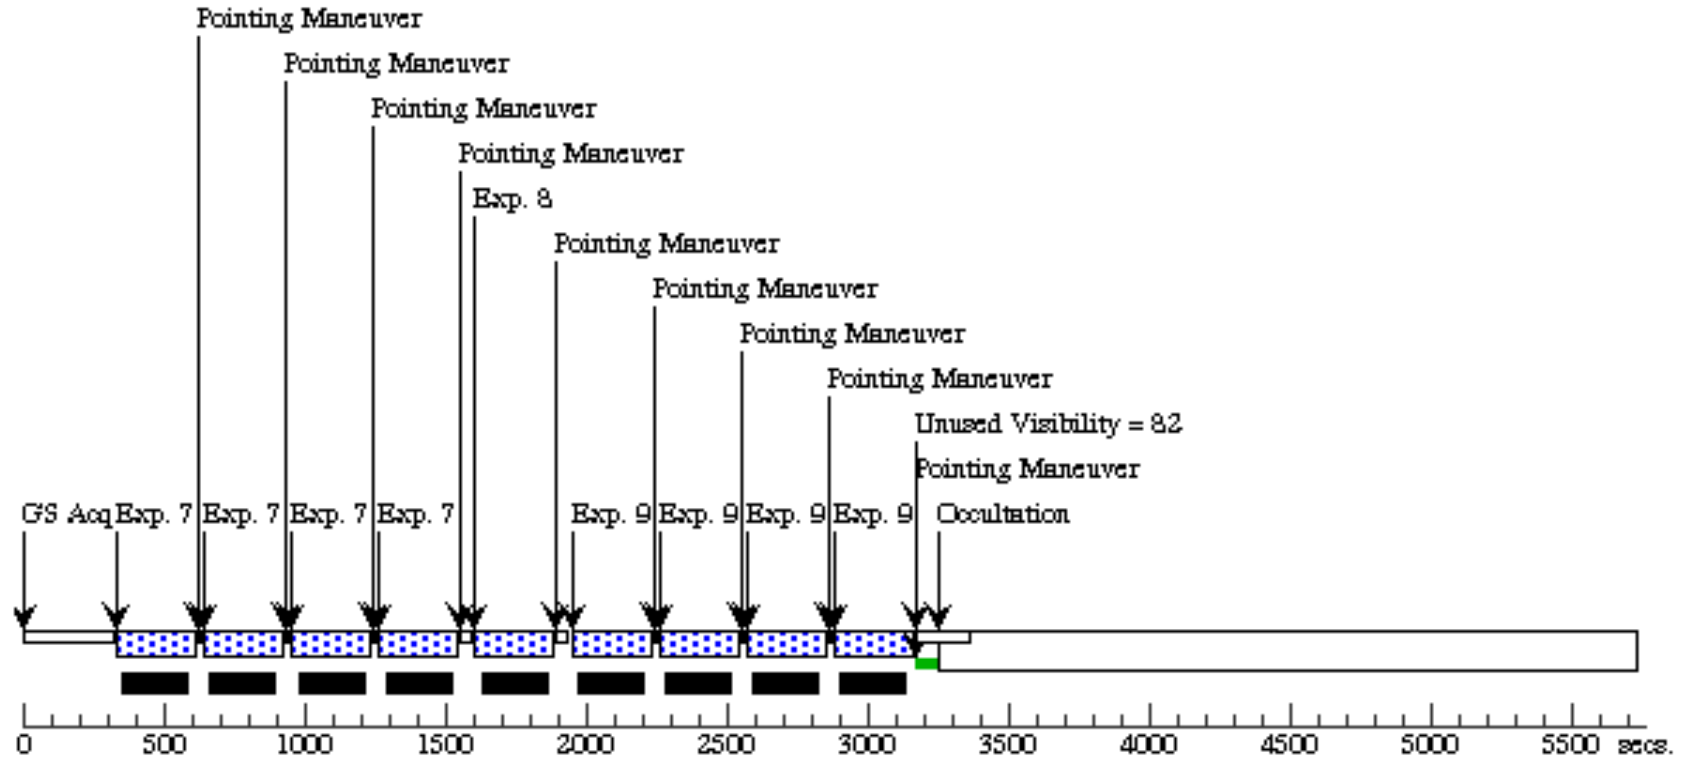 Pointing Maneuver
Pointing Maneuver
Pointing Maneuver
Pointing Maneuver
Exp. 8
Pointing Maneuver
Pointing Maneuver
Pointing Maneuver
Pointing Maneuver
Unused Visibility = 82
Pointing Maneuver
GS Acq Exp. 7 Exp. 7 Exp. 7 Exp. 7 Exp. 9 Exp. 9 Exp. 9 Exp. 9 Occultation
0 500 1000 1500 2000 2500 3000 3500 4000 4500 5000 5500 secs.